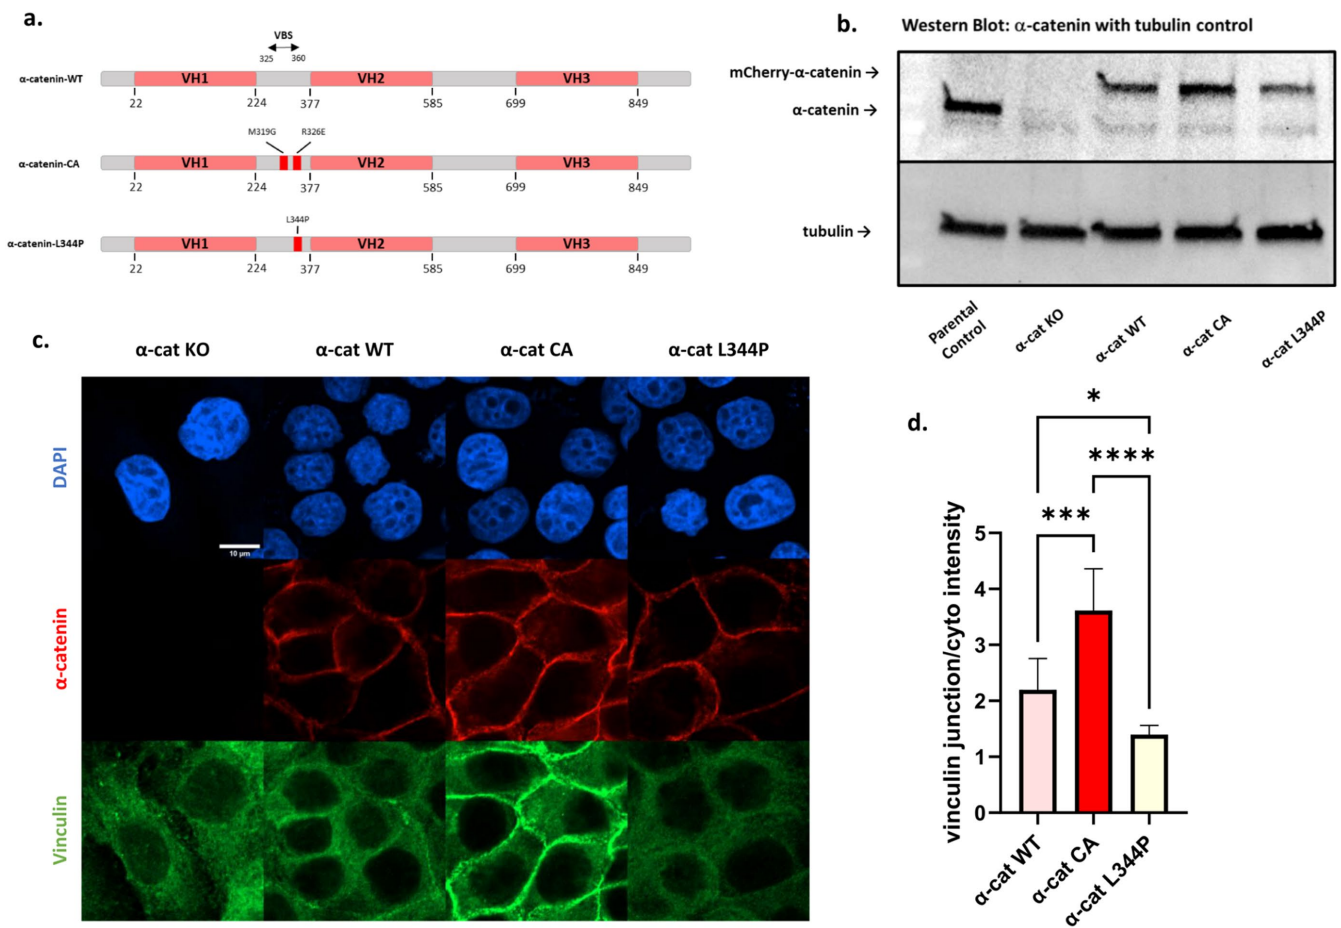 a.
VBS
325 360
α-catenin-WT
VH1 VH2 VH3
22 224 377 585 699 849
M319G R326E
α-catenin-CA
VH1 VH2 VH3
22 224 377 585 699 849
L344P
α-catenin-L344P
VH1 VH2 VH3
22 224 377 585 699 849
b.
Western Blot: α-catenin with tubulin control
mCherry-α-catenin →
α-catenin →
tubulin →
Parental
Control
α-cat KO
α-cat WT
α-cat CA
α-cat L344P
c.
α-cat KO α-cat WT α-cat CA α-cat L344P
DAPI
10 μm
α-catenin
Vinculin
d.
*
****
***
vinculin junction/cyto intensity
5
4
3
2
1
0
α-cat WT
α-cat CA
α-cat L344P